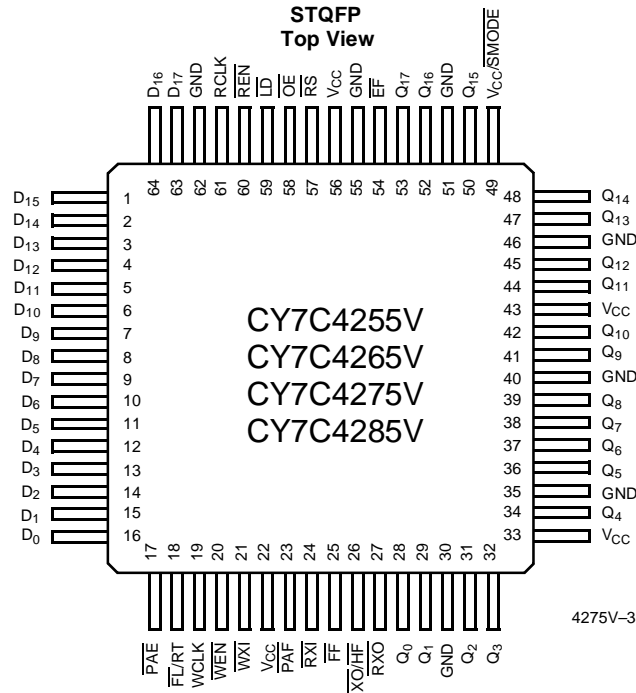 STQFP
Top View
D16 D17 GND RCLK REN LD OE RS VCC GND EF Q17 Q16 GND Q15 VCC/SMODE
64 63 62 61 60 59 58 57 56 55 54 53 52 51 50 49
D15 1 48 Q14
D14 2 47 Q13
D13 3 46 GND
D12 4 45 Q12
D11 5 44 Q11
D10 6 43 VCC
D9 7 42 Q10
D8 8 41 Q9
D7 9 40 GND
D6 10 39 Q8
D5 11 38 Q7
D4 12 37 Q6
D3 13 36 Q5
D2 14 35 GND
D1 15 34 Q4
D0 16 33 VCC
CY7C4255V
CY7C4265V
CY7C4275V
CY7C4285V
17 18 19 20 21 22 23 24 25 26 27 28 29 30 31 32
PAE FL/RT WCLK WEN WXI VCC PAF RXI FF XO/HF RXO Q0 Q1 GND Q2 Q3
4275V–3